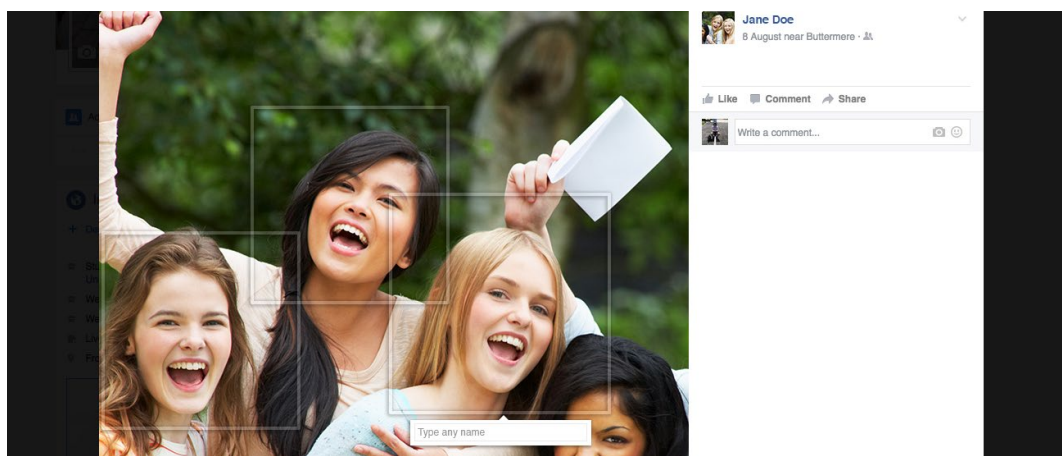 Jane Doe
8 August near Buttermere ·
Like Comment Share
Write a comment...
Type any name